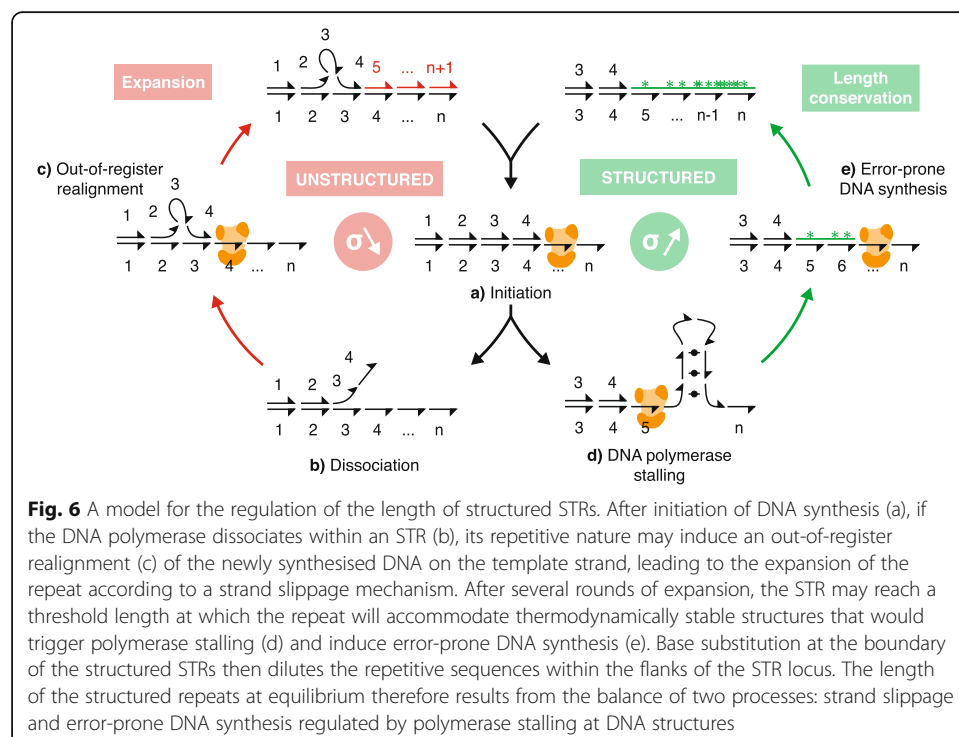 3
1 2 4 5 ... n+1
Expansion
1 2 3 4 ... n
3 4 * * * * * * * * * *
Length
conservation
3 4 5 ... n-1 n
c) Out-of-register
realignment
3
1 2 4
1 2 3 4 ... n
UNSTRUCTURED
σ
STRUCTURED
σ
1 2 3 4
1 2 3 4 ... n
a) Initiation
e) Error-prone
DNA synthesis
3 4 * * *
3 4 5 6 ... n
4
1 2 3
1 2 3 4 ... n
b) Dissociation
3 4
3 4 5 n
d) DNA polymerase
stalling
Fig. 6 A model for the regulation of the length of structured STRs. After initiation of DNA synthesis (a), if
the DNA polymerase dissociates within an STR (b), its repetitive nature may induce an out-of-register
realignment (c) of the newly synthesised DNA on the template strand, leading to the expansion of the
repeat according to a strand slippage mechanism. After several rounds of expansion, the STR may reach a
threshold length at which the repeat will accommodate thermodynamically stable structures that would
trigger polymerase stalling (d) and induce error-prone DNA synthesis (e). Base substitution at the boundary
of the structured STRs then dilutes the repetitive sequences within the flanks of the STR locus. The length
of the structured repeats at equilibrium therefore results from the balance of two processes: strand slippage
and error-prone DNA synthesis regulated by polymerase stalling at DNA structures